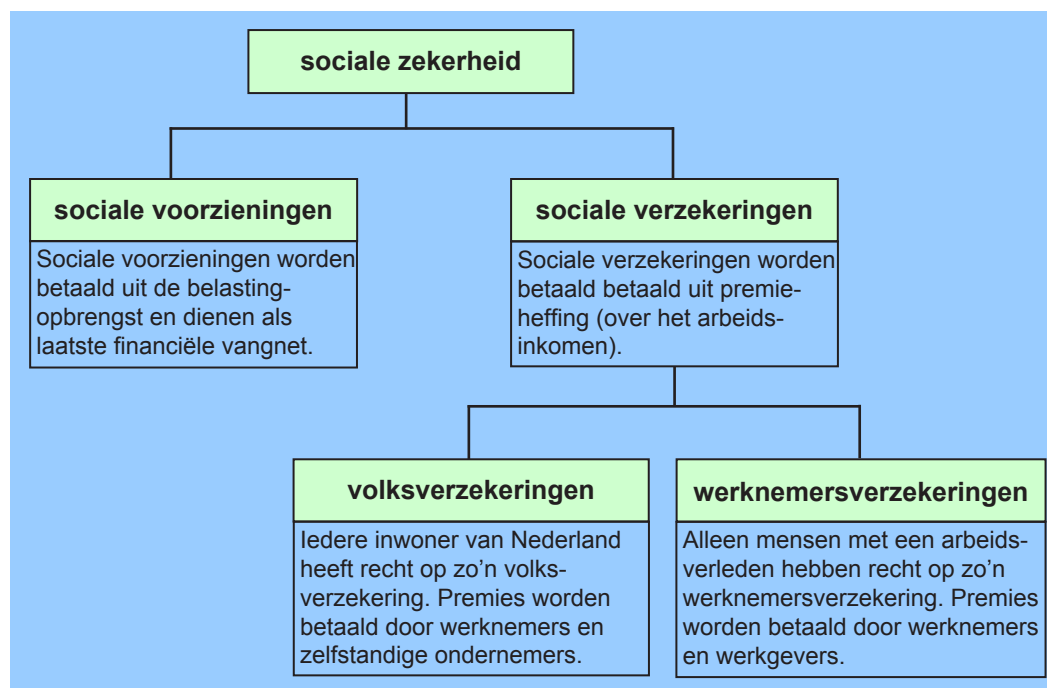 sociale zekerheid
sociale voorzieningen
Sociale voorzieningen worden
betaald uit de belasting-
opbrengst en dienen als
laatste financiële vangnet.
sociale verzekeringen
Sociale verzekeringen worden
betaald betaald uit premie-
heffing (over het arbeids-
inkomen).
volksverzekeringen
Iedere inwoner van Nederland
heeft recht op zo’n volks-
verzekering. Premies worden
betaald door werknemers en
zelfstandige ondernemers.
werknemersverzekeringen
Alleen mensen met een arbeids-
verleden hebben recht op zo’n
werknemersverzekering. Premies
worden betaald door werknemers
en werkgevers.